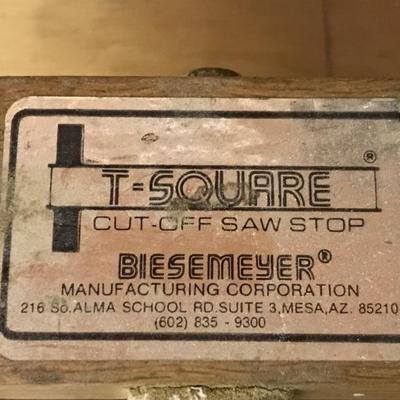 T-SQUARE ®
CUT-OFF SAW STOP
BIESEMEYER®
MANUFACTURING CORPORATION
216 SO. ALMA SCHOOL RD. SUITE 3, MESA, AZ. 85210
(602) 835 - 9300